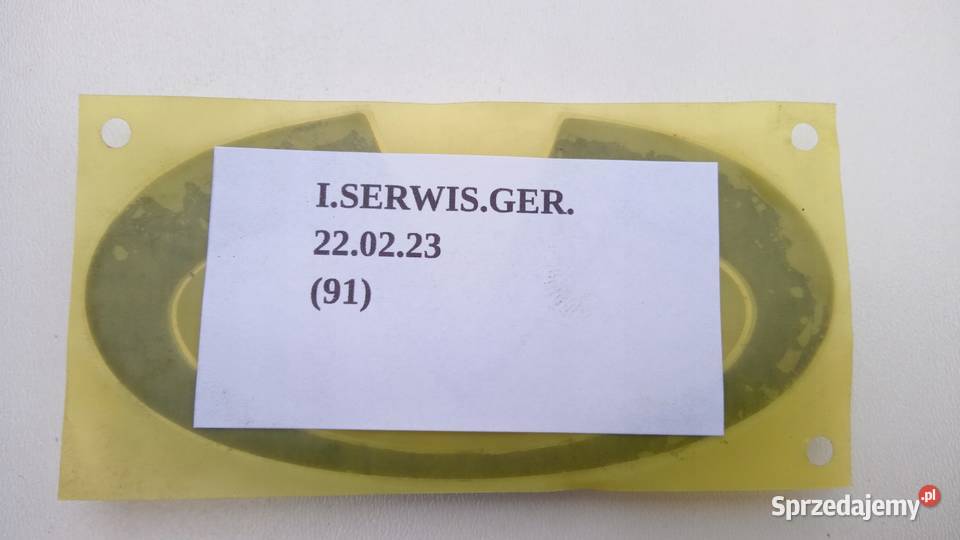 I.SERWIS.GER.
22.02.23
(91)
Sprzedajemy.pl